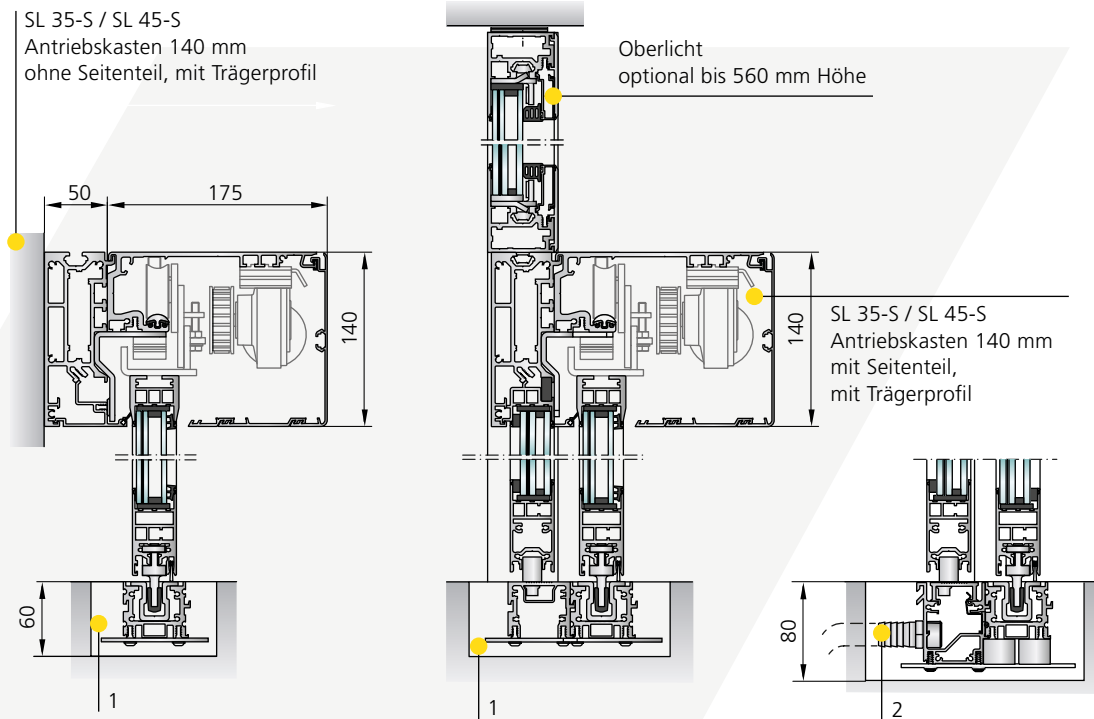 SL 35-S / SL 45-S
Antriebskasten 140 mm
ohne Seitenteil, mit Trägerprofil
Oberlicht
optional bis 560 mm Höhe
50
175
140
140
SL 35-S / SL 45-S
Antriebskasten 140 mm
mit Seitenteil,
mit Trägerprofil
60
80
1
1
2